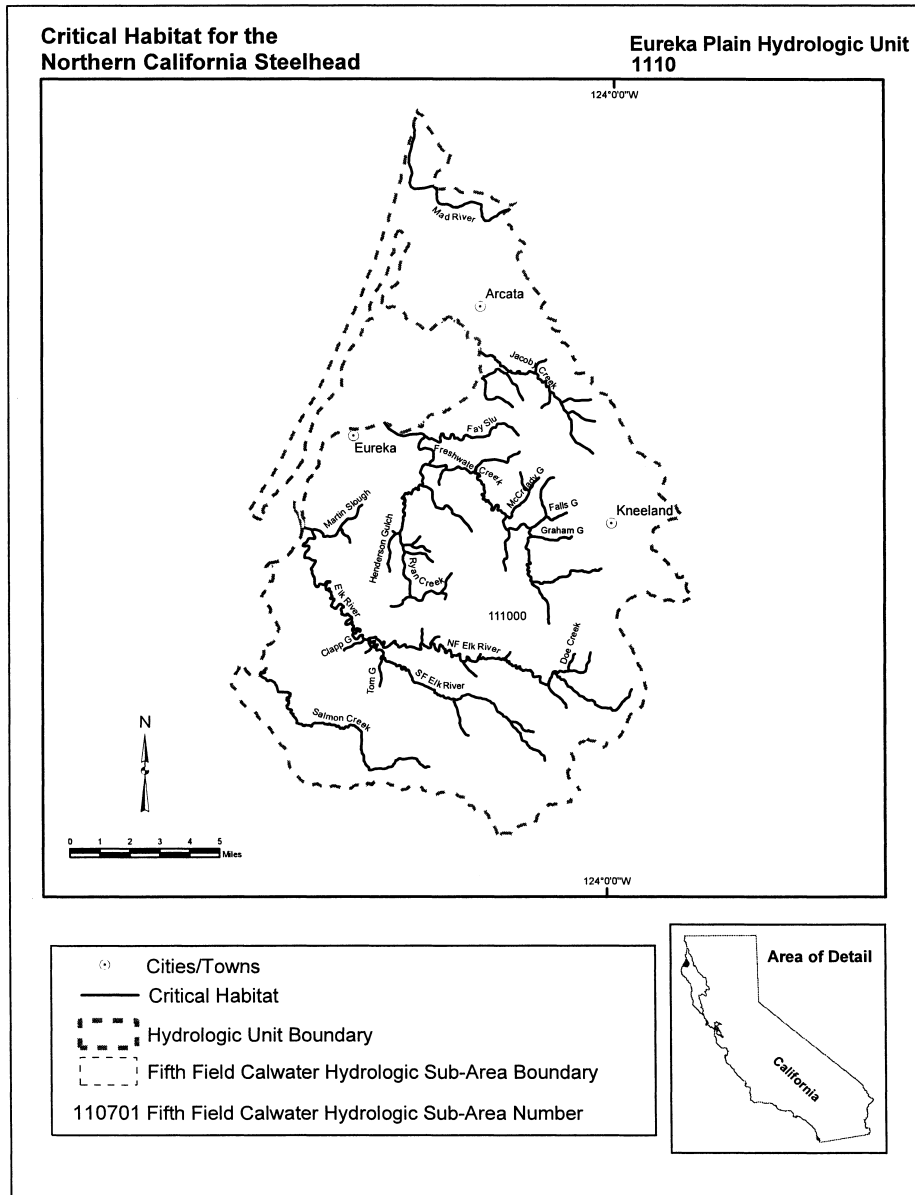 Critical Habitat for the
Northern California Steelhead
Eureka Plain Hydrologic Unit
1110
124°0'0"W
Mad River
Arcata
Jacoby Creek
Fay Slu
Eureka
Freshwater Creek
McCready G
Falls G
Kneeland
Graham G
Martin Slough
Henderson Gulch
Ryan Creek
Elk River
111000
Clapp G
NF Elk River
Doe Creek
Tom G
SF Elk River
Salmon Creek
N
0 1 2 3 4 5
Miles
124°0'0"W
Cities/Towns
Critical Habitat
Hydrologic Unit Boundary
Fifth Field Calwater Hydrologic Sub-Area Boundary
110701 Fifth Field Calwater Hydrologic Sub-Area Number
Area of Detail
California